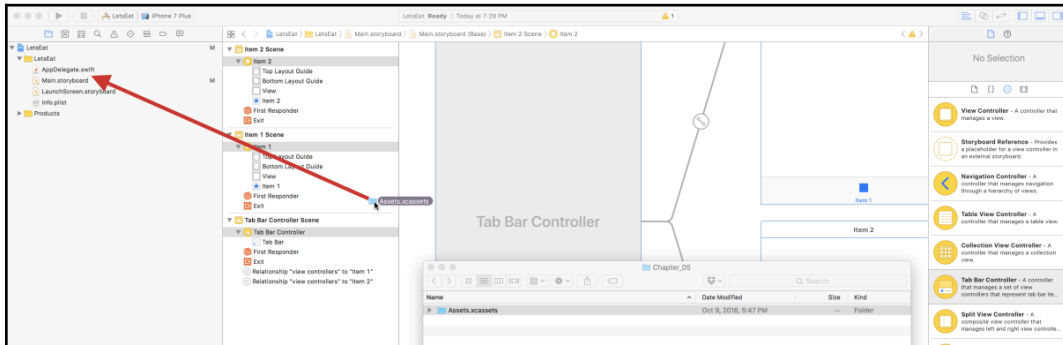 LetsEat
iPhone 7 Plus
LetsEat: Ready | Today at 7:29 PM
1
LetsEat
LetsEat
Main.storyboard
Main.storyboard (Base)
Item 2 Scene
Item 2
LetsEat M
LetsEat
AppDelegate.swift
Main.storyboard M
LaunchScreen.storyboard
Info.plist
Products
Item 2 Scene
Item 2
Top Layout Guide
Bottom Layout Guide
View
Item 2
First Responder
Exit
Item 1 Scene
Item 1
Top Layout Guide
Bottom Layout Guide
View
Item 1
First Responder
Exit
Tab Bar Controller Scene
Tab Bar Controller
Tab Bar
First Responder
Exit
Relationship "view controllers" to "Item 1"
Relationship "view controllers" to "Item 2"
Assets.xcassets
Tab Bar Controller
Item 1
Item 2
Chapter_05
Search
Name Date Modified Size Kind
Assets.xcassets Oct 9, 2016, 5:47 PM -- Folder
No Selection
View Controller - A controller that
manages a view.
Storyboard Reference - Provides
a placeholder for a view controller in
an external storyboard.
Navigation Controller - A
controller that manages navigation
through a hierarchy of views.
Table View Controller - A
controller that manages a table view.
Collection View Controller - A
controller that manages a collection
view.
Tab Bar Controller - A controller
that manages a set of view
controllers that represent tab bar ite...
Split View Controller - A
composite view controller that
manages left and right view controlle...